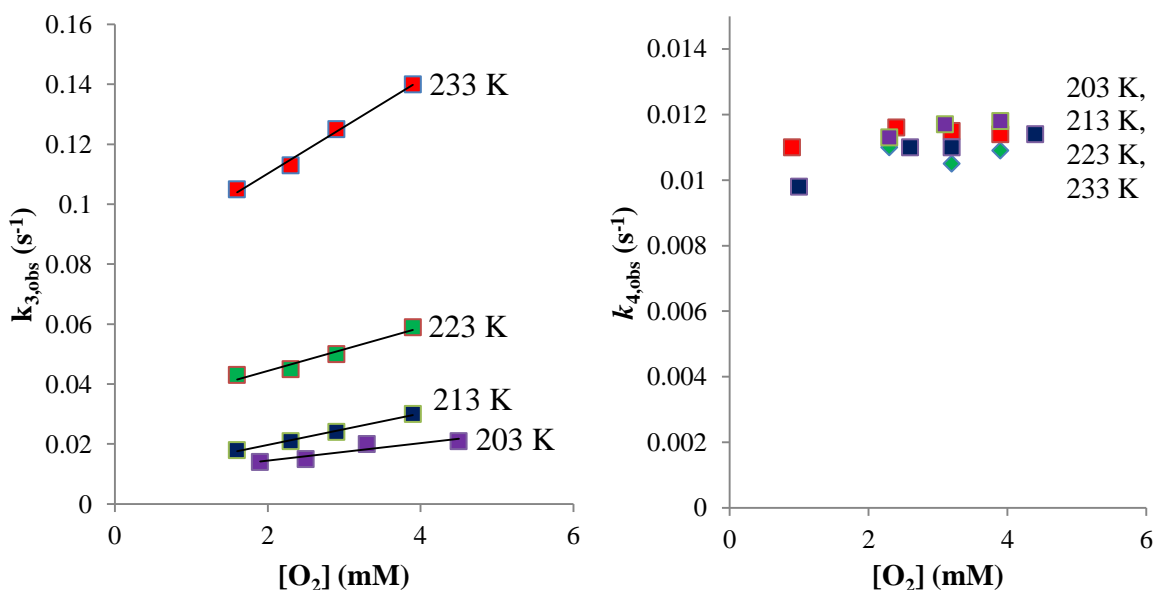 0.16
0.14
0.12
0.1
0.08
0.06
0.04
0.02
0
k3,obs (s-1)
0
2
4
6
[O2] (mM)
233 K
223 K
213 K
203 K
0.014
0.012
0.01
0.008
0.006
0.004
0.002
0
k4,obs (s-1)
0
2
4
6
[O2] (mM)
203 K,
213 K,
223 K,
233 K